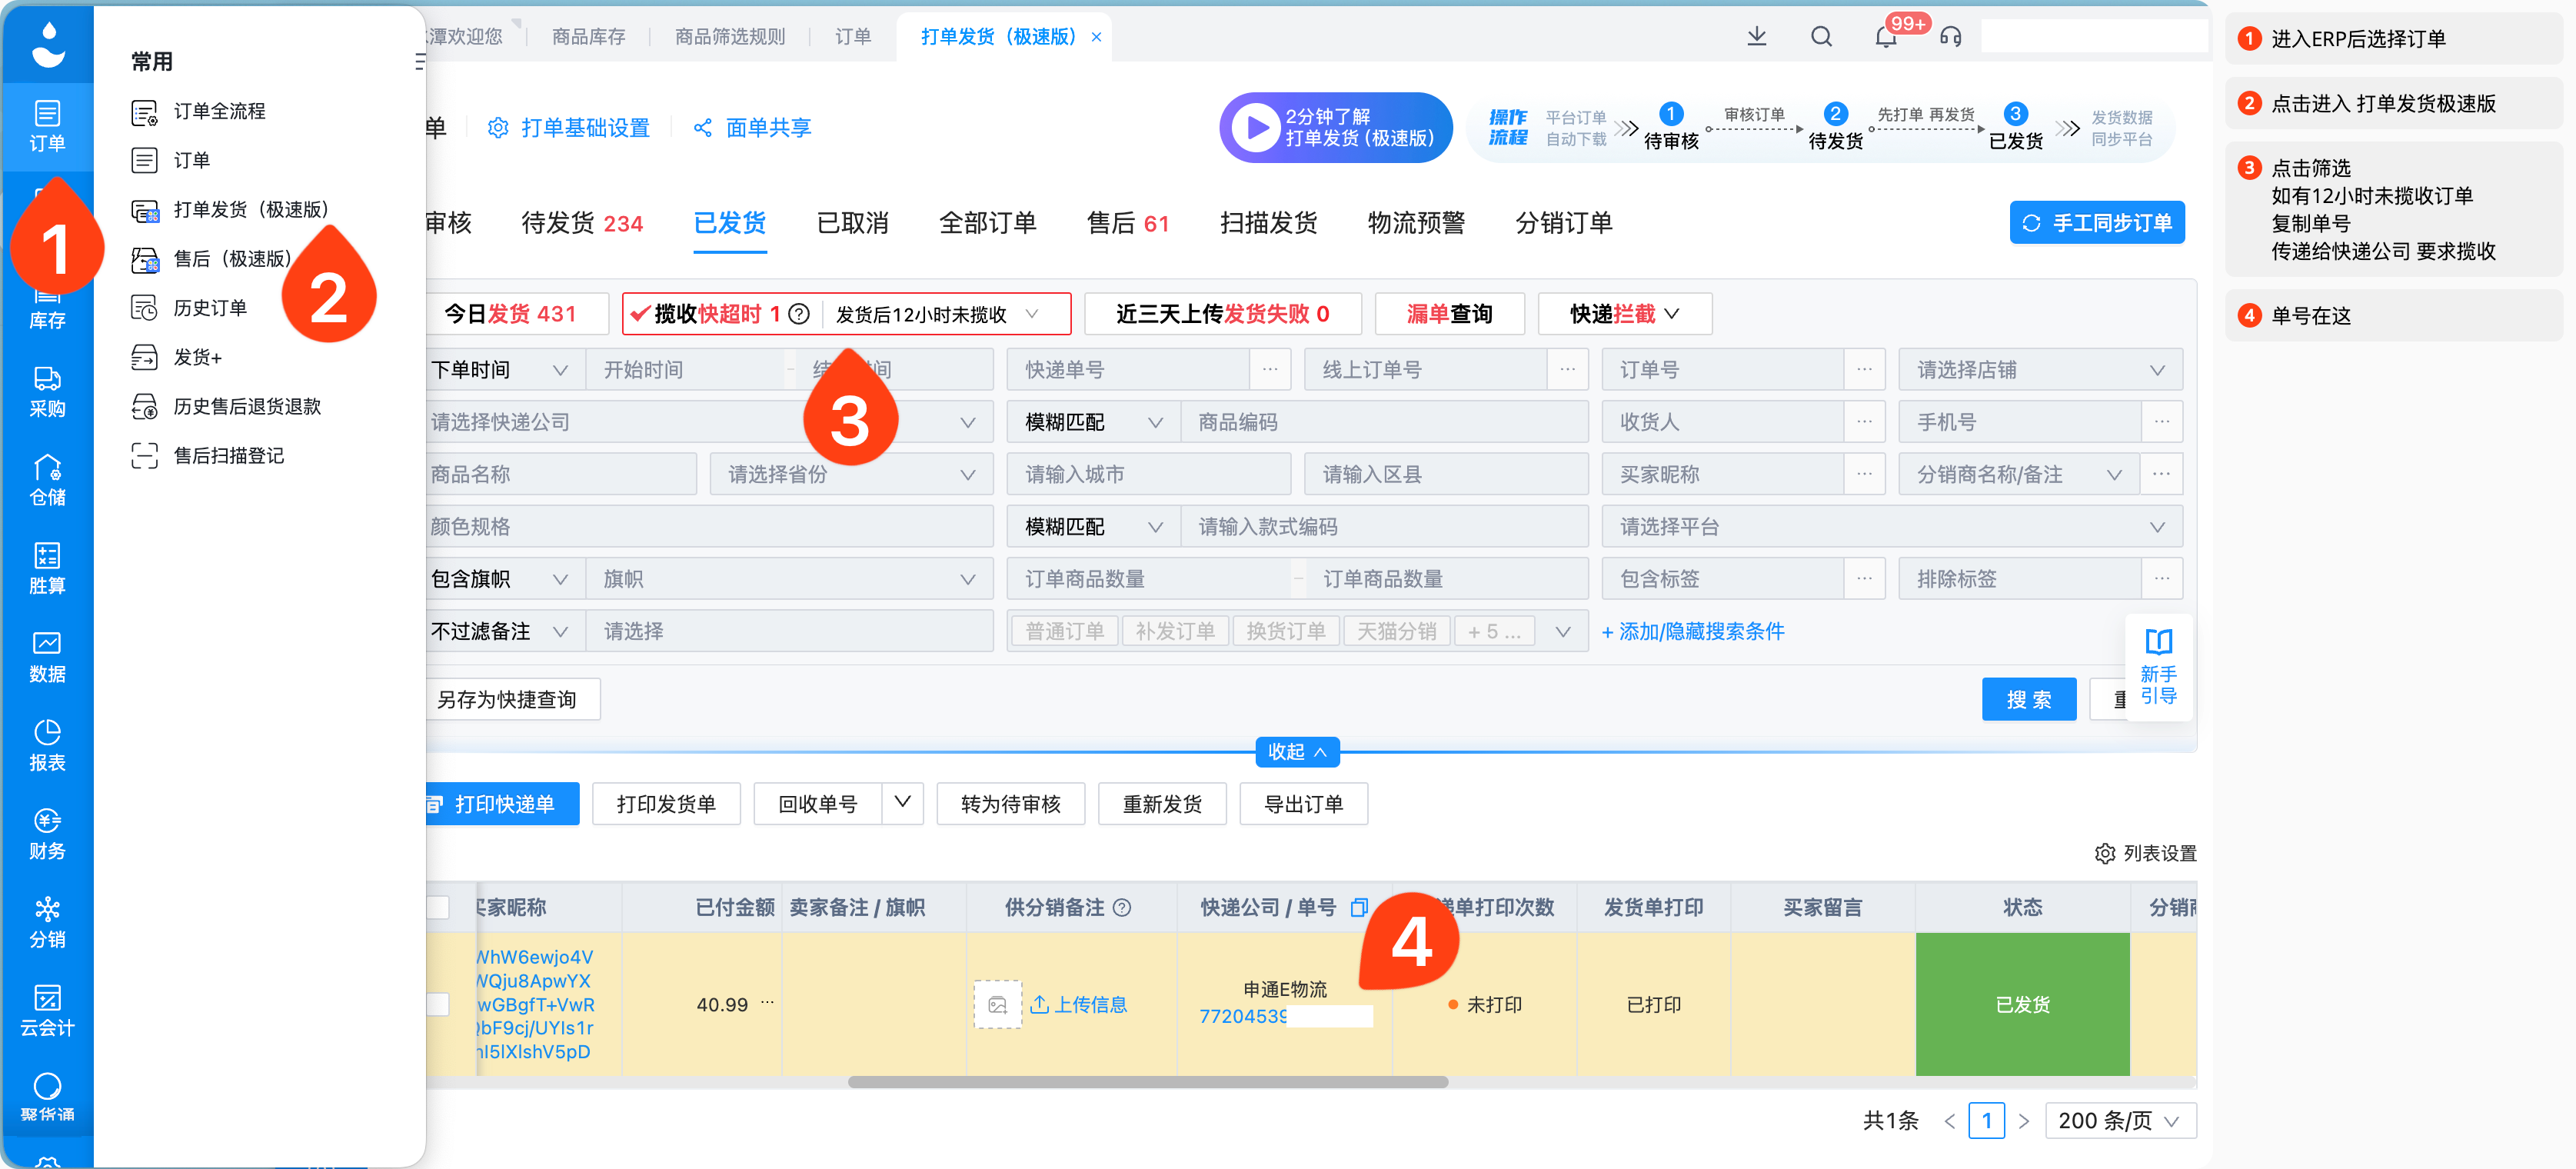 潭欢迎您
商品库存
商品筛选规则
订单
打单发货（极速版） ×
99+
1 进入ERP后选择订单
2 点击进入 打单发货极速版
3 点击筛选
如有12小时未揽收订单
复制单号
传递给快递公司 要求揽收
4 单号在这
订单
库存
采购
仓储
胜算
数据
报表
财务
分销
云会计
聚货通
常用
订单全流程
订单
打单发货（极速版）
售后（极速版）
历史订单
发货+
历史售后退货退款
售后扫描登记
1
2
单
打单基础设置
面单共享
2分钟了解
打单发货 (极速版)
操作
流程
平台订单
自动下载
1
待审核
审核订单
2
待发货
先打单 再发货
3
已发货
发货数据
同步平台
审核
待发货 234
已发货
已取消
全部订单
售后 61
扫描发货
物流预警
分销订单
手工同步订单
今日发货 431
揽收快超时 1
发货后12小时未揽收
近三天上传发货失败 0
漏单查询
快递拦截
下单时间
开始时间
间
快递单号 ...
线上订单号 ...
订单号 ...
请选择店铺
3
请选择快递公司
模糊匹配
商品编码
收货人 ...
手机号 ...
商品名称
请选择省份
请输入城市
请输入区县
买家昵称 ...
分销商名称/备注 ...
颜色规格
模糊匹配
请输入款式编码
请选择平台
包含旗帜
旗帜
订单商品数量 – 订单商品数量
包含标签 ...
排除标签 ...
不过滤备注
请选择
普通订单 补发订单 换货订单 天猫分销 + 5 ...
+ 添加/隐藏搜索条件
新手
引导
另存为快捷查询
搜 索
收起
打印快递单
打印发货单
回收单号
转为待审核
重新发货
导出订单
列表设置
买家昵称
已付金额
卖家备注 / 旗帜
供分销备注
快递公司 / 单号
4
单打印次数
发货单打印
买家留言
状态
分销
WhW6ewjo4V
WQju8ApwYX
wGBgfT+VwR
bF9cj/UYIs1r
5lXlshV5pD
40.99 ...
上传信息
申通E物流
77204539
未打印
已打印
已发货
共1条 < 1 > 200 条/页